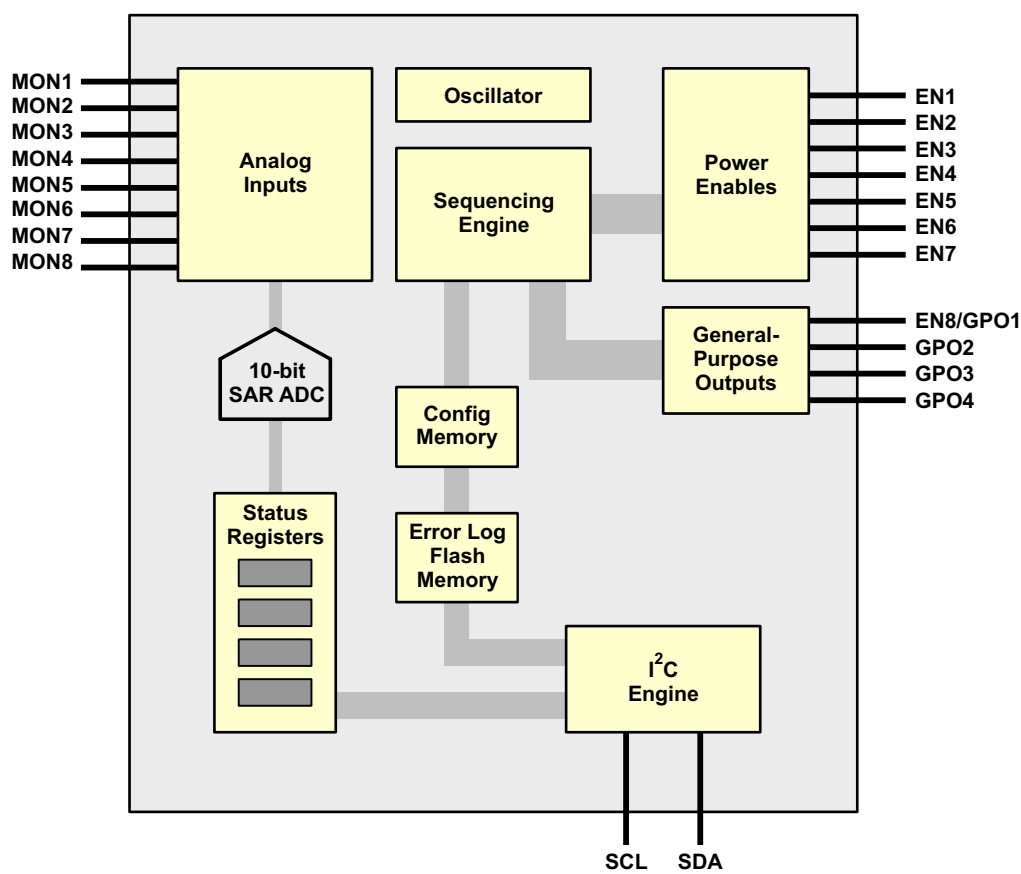 MON1
MON2
MON3
MON4
MON5
MON6
MON7
MON8
Analog
Inputs
Oscillator
Sequencing
Engine
Power
Enables
EN1
EN2
EN3
EN4
EN5
EN6
EN7
General-
Purpose
Outputs
EN8/GPO1
GPO2
GPO3
GPO4
10-bit
SAR ADC
Config
Memory
Status
Registers
Error Log
Flash
Memory
I²C
Engine
SCL
SDA